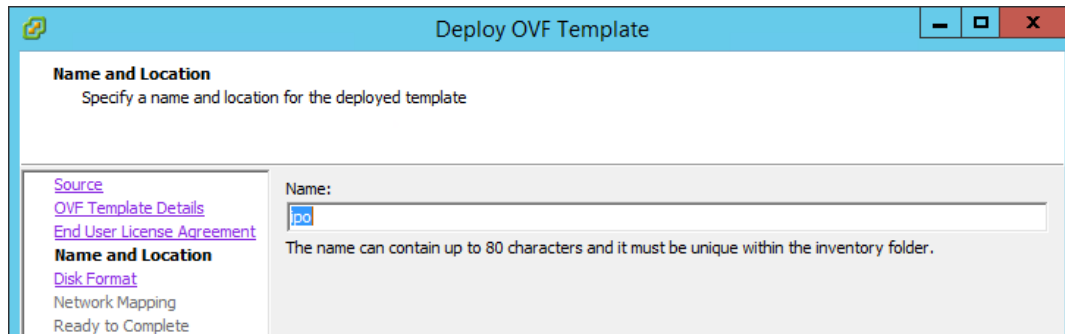 Deploy OVF Template
Name and Location
Specify a name and location for the deployed template
Source
OVF Template Details
End User License Agreement
Name and Location
Disk Format
Network Mapping
Ready to Complete
Name:
jpo
The name can contain up to 80 characters and it must be unique within the inventory folder.